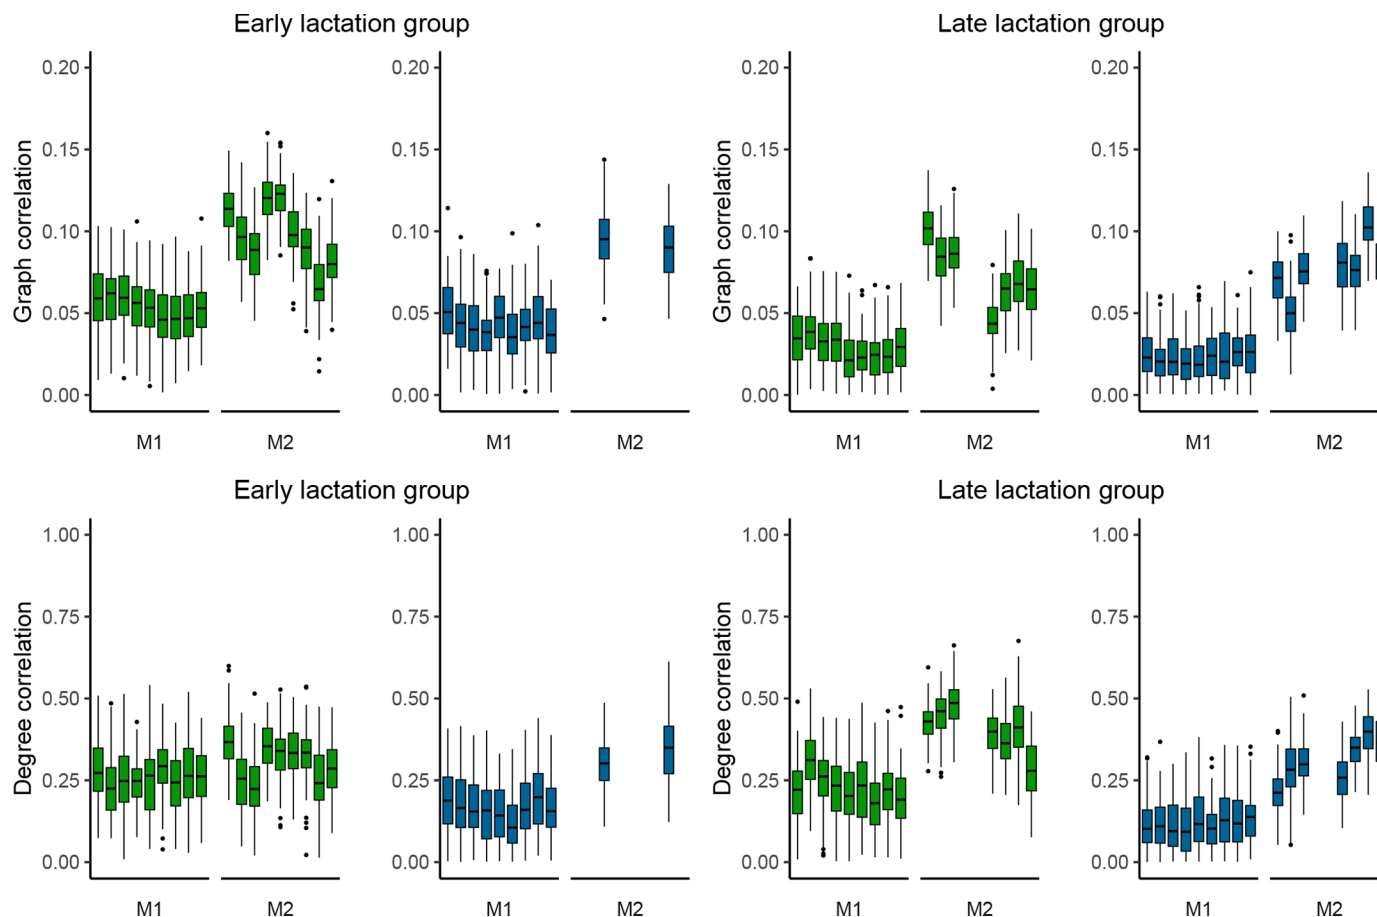 Early lactation group
Late lactation group
Graph correlation
0.20
0.15
0.10
0.05
0.00
M1
M2
0.20
0.15
0.10
0.05
0.00
M1
M2
Graph correlation
0.20
0.15
0.10
0.05
0.00
M1
M2
0.20
0.15
0.10
0.05
0.00
M1
M2
Early lactation group
Late lactation group
Degree correlation
1.00
0.75
0.50
0.25
0.00
M1
M2
1.00
0.75
0.50
0.25
0.00
M1
M2
Degree correlation
1.00
0.75
0.50
0.25
0.00
M1
M2
1.00
0.75
0.50
0.25
0.00
M1
M2